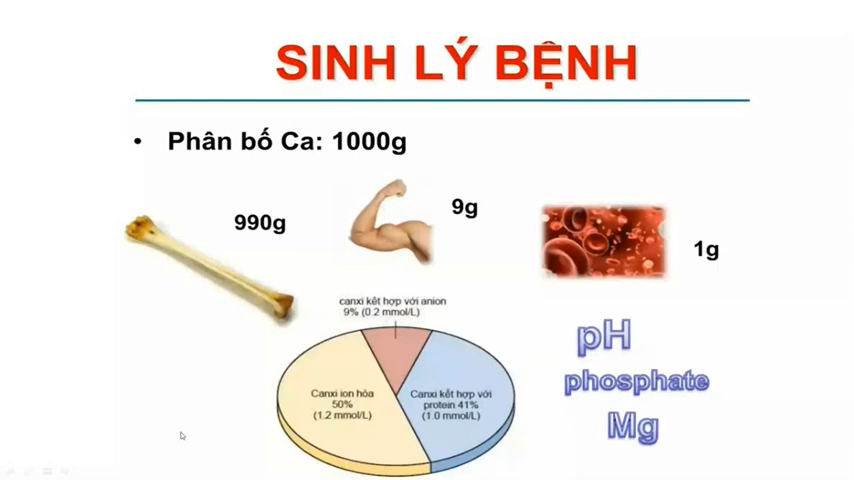 SINH LÝ BỆNH
• Phân bố Ca: 1000g
990g
9g
1g
canxi kết hợp với anion
9% (0.2 mmol/L)
Canxi ion hóa
50%
(1.2 mmol/L)
Canxi kết hợp với
protein 41%
(1.0 mmol/L)
pH
phosphate
Mg